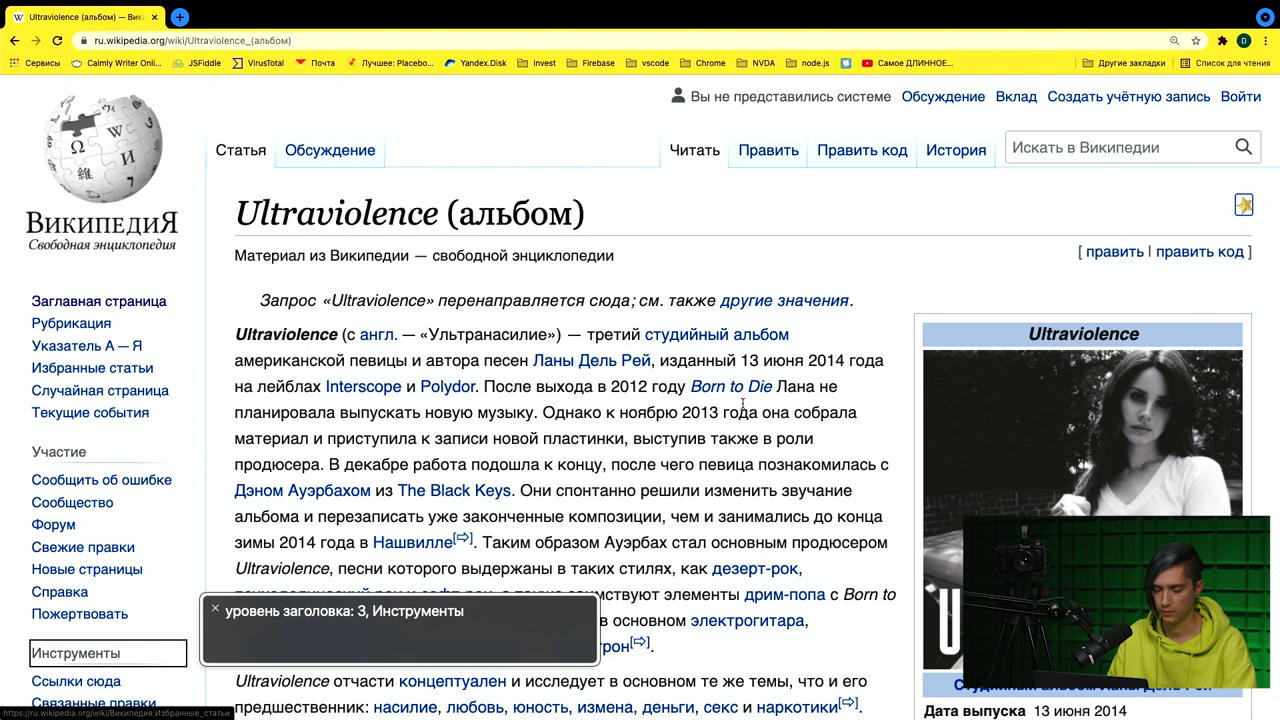 Ultraviolence (альбом) — Вик
ru.wikipedia.org/wiki/Ultraviolence_(альбом)
D
Сервисы
Calmly Writer Onli...
JSFiddle
VirusTotal
Почта
Лучшее: Placebo...
Yandex.Disk
Invest
Firebase
vscode
Chrome
NVDA
node.js
Самое ДЛИННОЕ...
Другие закладки
Список для чтения
Вы не представились системе Обсуждение Вклад Создать учётную запись Войти
Статья Обсуждение Читать Править Править код История
Искать в Википедии
ВИКИПЕДИЯ
Свободная энциклопедия
Ultraviolence (альбом)
Материал из Википедии — свободной энциклопедии
[ править | править код ]
Запрос «Ultraviolence» перенаправляется сюда; см. также другие значения.
Ultraviolence (с англ. — «Ультранасилие») — третий студийный альбом
американской певицы и автора песен Ланы Дель Рей, изданный 13 июня 2014 года
на лейблах Interscope и Polydor. После выхода в 2012 году Born to Die Лана не
планировала выпускать новую музыку. Однако к ноябрю 2013 года она собрала
материал и приступила к записи новой пластинки, выступив также в роли
продюсера. В декабре работа подошла к концу, после чего певица познакомилась с
Дэном Ауэрбахом из The Black Keys. Они спонтанно решили изменить звучание
альбома и перезаписать уже законченные композиции, чем и занимались до конца
зимы 2014 года в Нашвилле[⇨]. Таким образом Ауэрбах стал основным продюсером
Ultraviolence, песни которого выдержаны в таких стилях, как дезерт-рок,
дрим-попа с Born to
в основном электрогитара,
трон[⇨].
Ultraviolence отчасти концептуален и исследует в основном те же темы, что и его
предшественник: насилие, любовь, юность, измена, деньги, секс и наркотики[⇨].
Заглавная страница
Рубрикация
Указатель А — Я
Избранные статьи
Случайная страница
Текущие события
Участие
Сообщить об ошибке
Сообщество
Форум
Свежие правки
Новые страницы
Справка
Пожертвовать
Инструменты
Ссылки сюда
Связанные правки
https://ru.wikipedia.org/wiki/Википедия:Избранные_статьи
уровень заголовка: 3, Инструменты
Ultraviolence
Дата выпуска 13 июня 2014